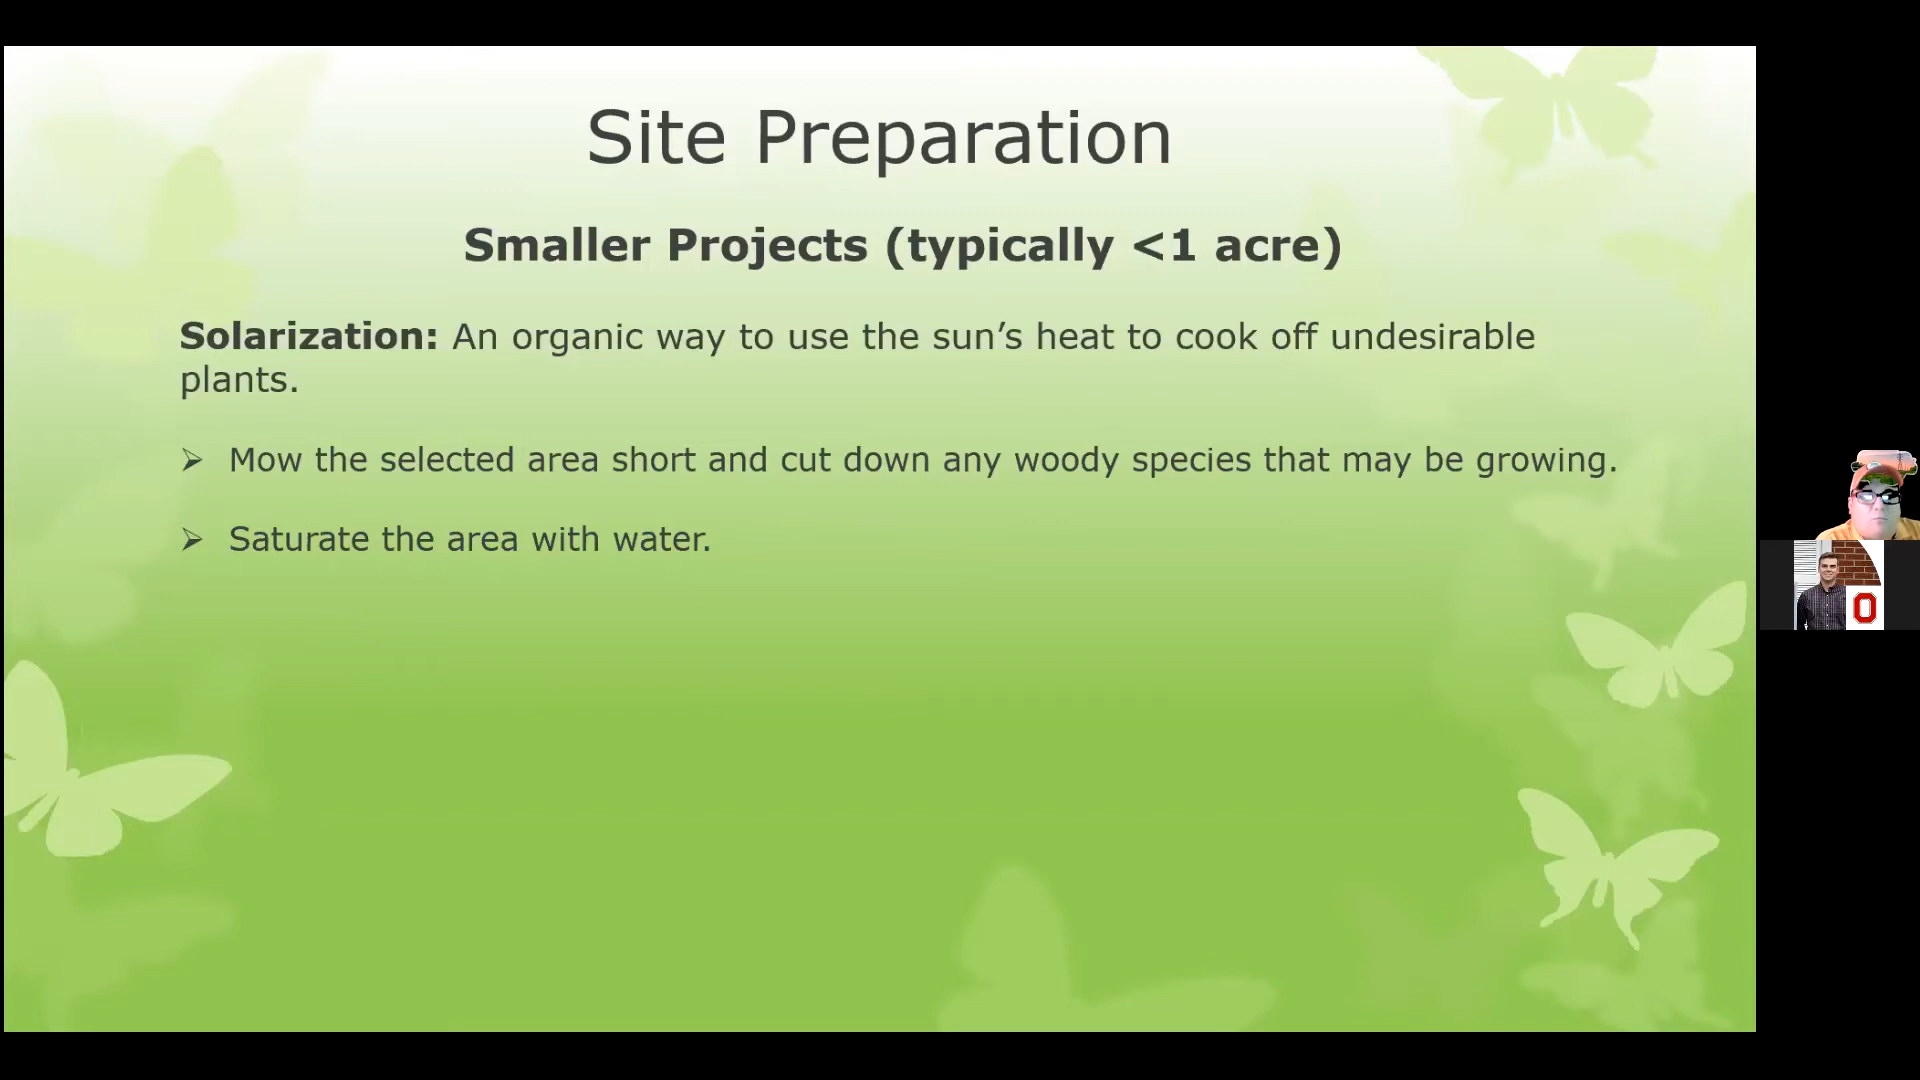 Site Preparation
Smaller Projects (typically <1 acre)
Solarization: An organic way to use the sun’s heat to cook off undesirable
plants.
➢ Mow the selected area short and cut down any woody species that may be growing.
➢ Saturate the area with water.
O